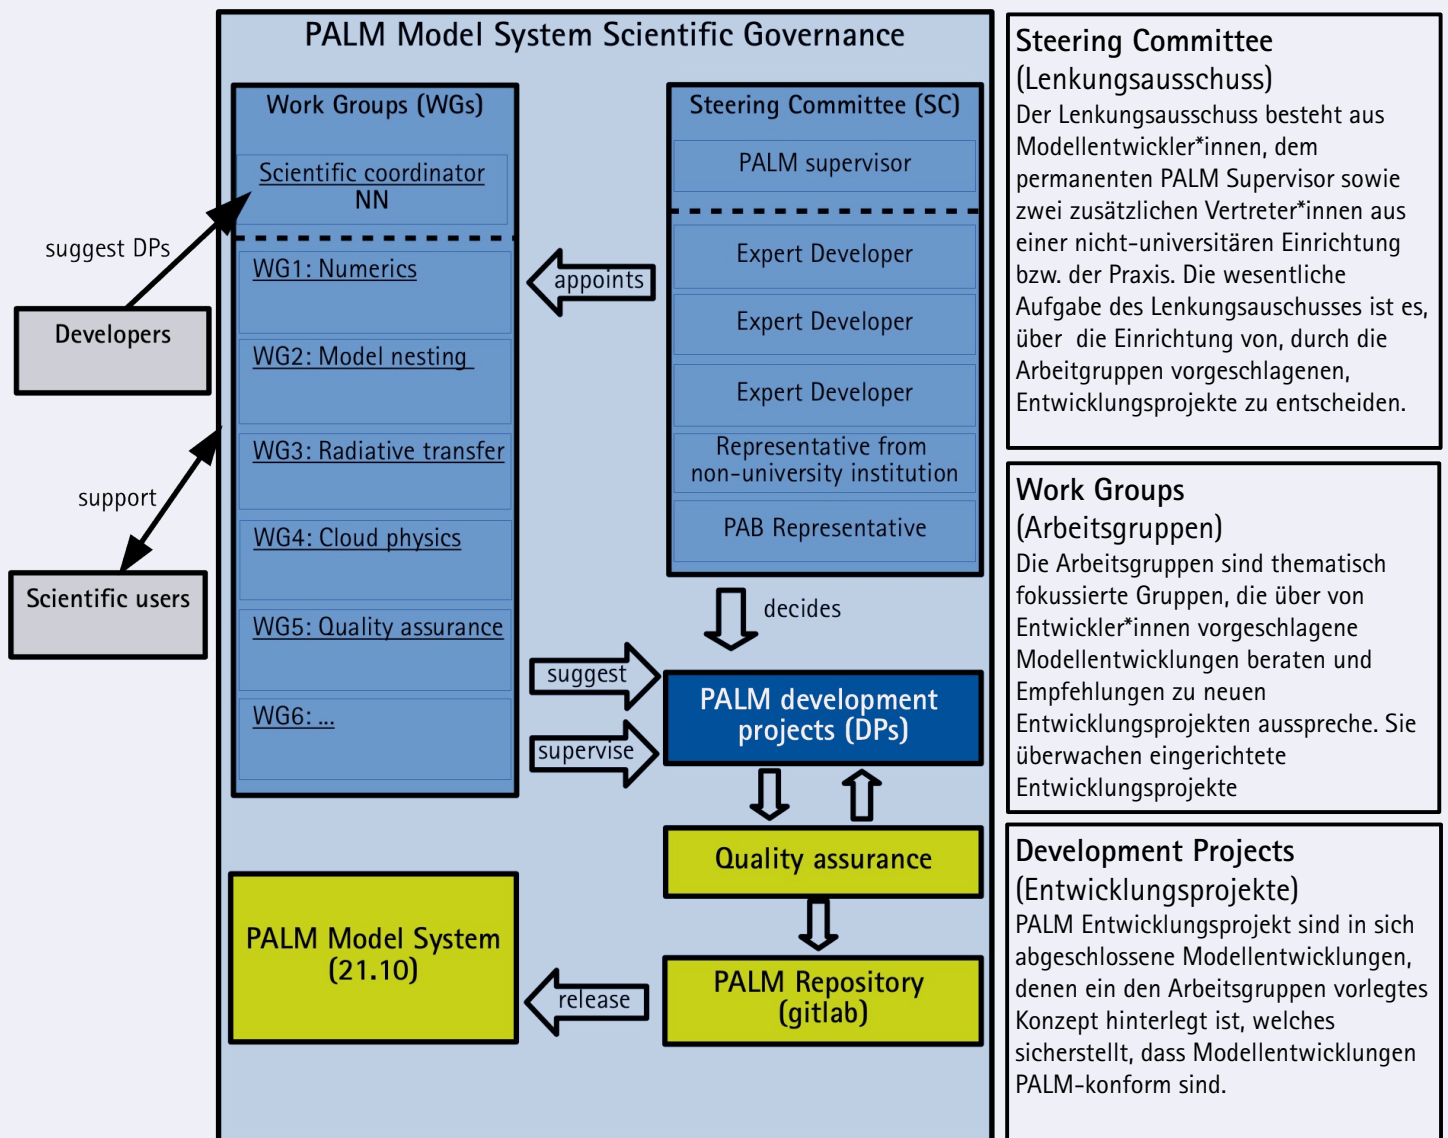 PALM Model System Scientific Governance
Work Groups (WGs)
Scientific coordinator
NN
WG1: Numerics
WG2: Model nesting
WG3: Radiative transfer
WG4: Cloud physics
WG5: Quality assurance
WG6: ...
suggest DPs
Developers
support
Scientific users
appoints
Steering Committee (SC)
PALM supervisor
Expert Developer
Expert Developer
Expert Developer
Representative from
non-university institution
PAB Representative
decides
suggest
supervise
PALM development
projects (DPs)
Quality assurance
PALM Repository
(gitlab)
release
PALM Model System
(21.10)
Steering Committee
(Lenkungsausschuss)
Der Lenkungsausschuss besteht aus
Modellentwickler*innen, dem
permanenten PALM Supervisor sowie
zwei zusätzlichen Vertreter*innen aus
einer nicht-universitären Einrichtung
bzw. der Praxis. Die wesentliche
Aufgabe des Lenkungsauschusses ist es,
über  die Einrichtung von, durch die
Arbeitgruppen vorgeschlagenen,
Entwicklungsprojekte zu entscheiden.
Work Groups
(Arbeitsgruppen)
Die Arbeitsgruppen sind thematisch
fokussierte Gruppen, die über von
Entwickler*innen vorgeschlagene
Modellentwicklungen beraten und
Empfehlungen zu neuen
Entwicklungsprojekten ausspreche. Sie
überwachen eingerichtete
Entwicklungsprojekte
Development Projects
(Entwicklungsprojekte)
PALM Entwicklungsprojekt sind in sich
abgeschlossene Modellentwicklungen,
denen ein den Arbeitsgruppen vorlegtes
Konzept hinterlegt ist, welches
sicherstellt, dass Modellentwicklungen
PALM-konform sind.